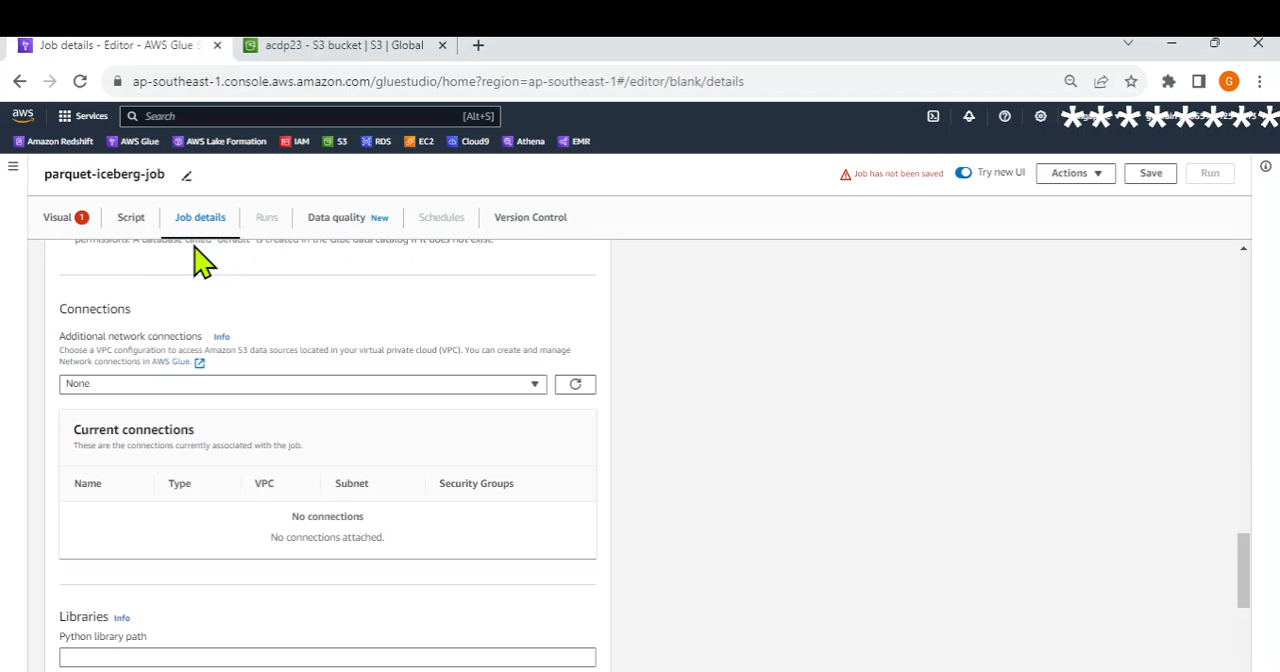 Job details - Editor - AWS Glue S
acdp23 - S3 bucket | S3 | Global
ap-southeast-1.console.aws.amazon.com/gluestudio/home?region=ap-southeast-1#/editor/blank/details
G
aws
Services
Search
[Alt+S]
Amazon Redshift
AWS Glue
AWS Lake Formation
IAM
S3
RDS
EC2
Cloud9
Athena
EMR
parquet-iceberg-job
Job has not been saved
Try new UI
Actions
Save
Run
Visual 1
Script
Job details
Runs
Data quality New
Schedules
Version Control
permissions. A database called "default" is created in the Glue data catalog if it does not exist.
Connections
Additional network connections Info
Choose a VPC configuration to access Amazon S3 data sources located in your virtual private cloud (VPC). You can create and manage
Network connections in AWS Glue.
None
Current connections
These are the connections currently associated with the job.
Name Type VPC Subnet Security Groups
No connections
No connections attached.
Libraries Info
Python library path